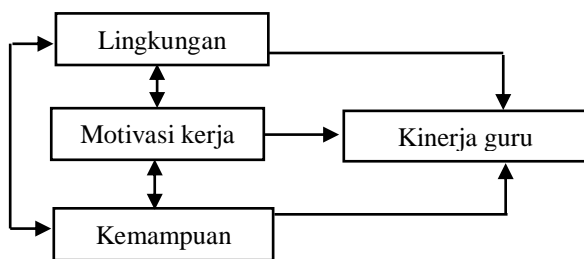 Lingkungan
Motivasi kerja
Kinerja guru
Kemampuan